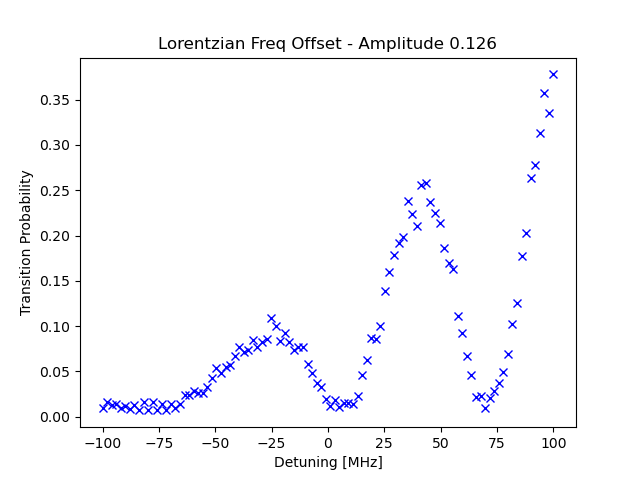 Lorentzian Freq Offset - Amplitude 0.126
0.35
0.30
0.25
0.20
0.15
0.10
0.05
0.00
Transition Probability
−100 −75 −50 −25 0 25 50 75 100
Detuning [MHz]